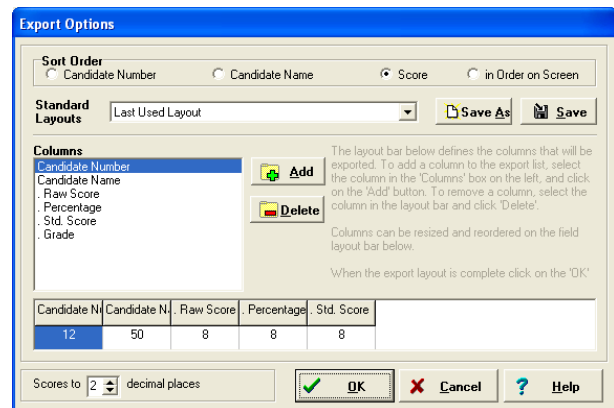 Export Options
Sort Order
Candidate Number
Candidate Name
Score
in Order on Screen
Standard
Layouts
Last Used Layout
Save As
Save
Columns
Candidate Number
Candidate Name
. Raw Score
. Percentage
. Std. Score
. Grade
Add
Delete
The layout bar below defines the columns that will be
exported. To add a column to the export list, select
the column in the 'Columns' box on the left, and click
on the 'Add' button. To remove a column, select the
column in the layout bar and click 'Delete'.
Columns can be resized and reordered on the field
layout bar below.
When the export layout is complete click on the 'OK'
Candidate Nu Candidate N. . Raw Score . Percentage . Std. Score
12 50 8 8 8
Scores to 2 decimal places
OK
Cancel
Help